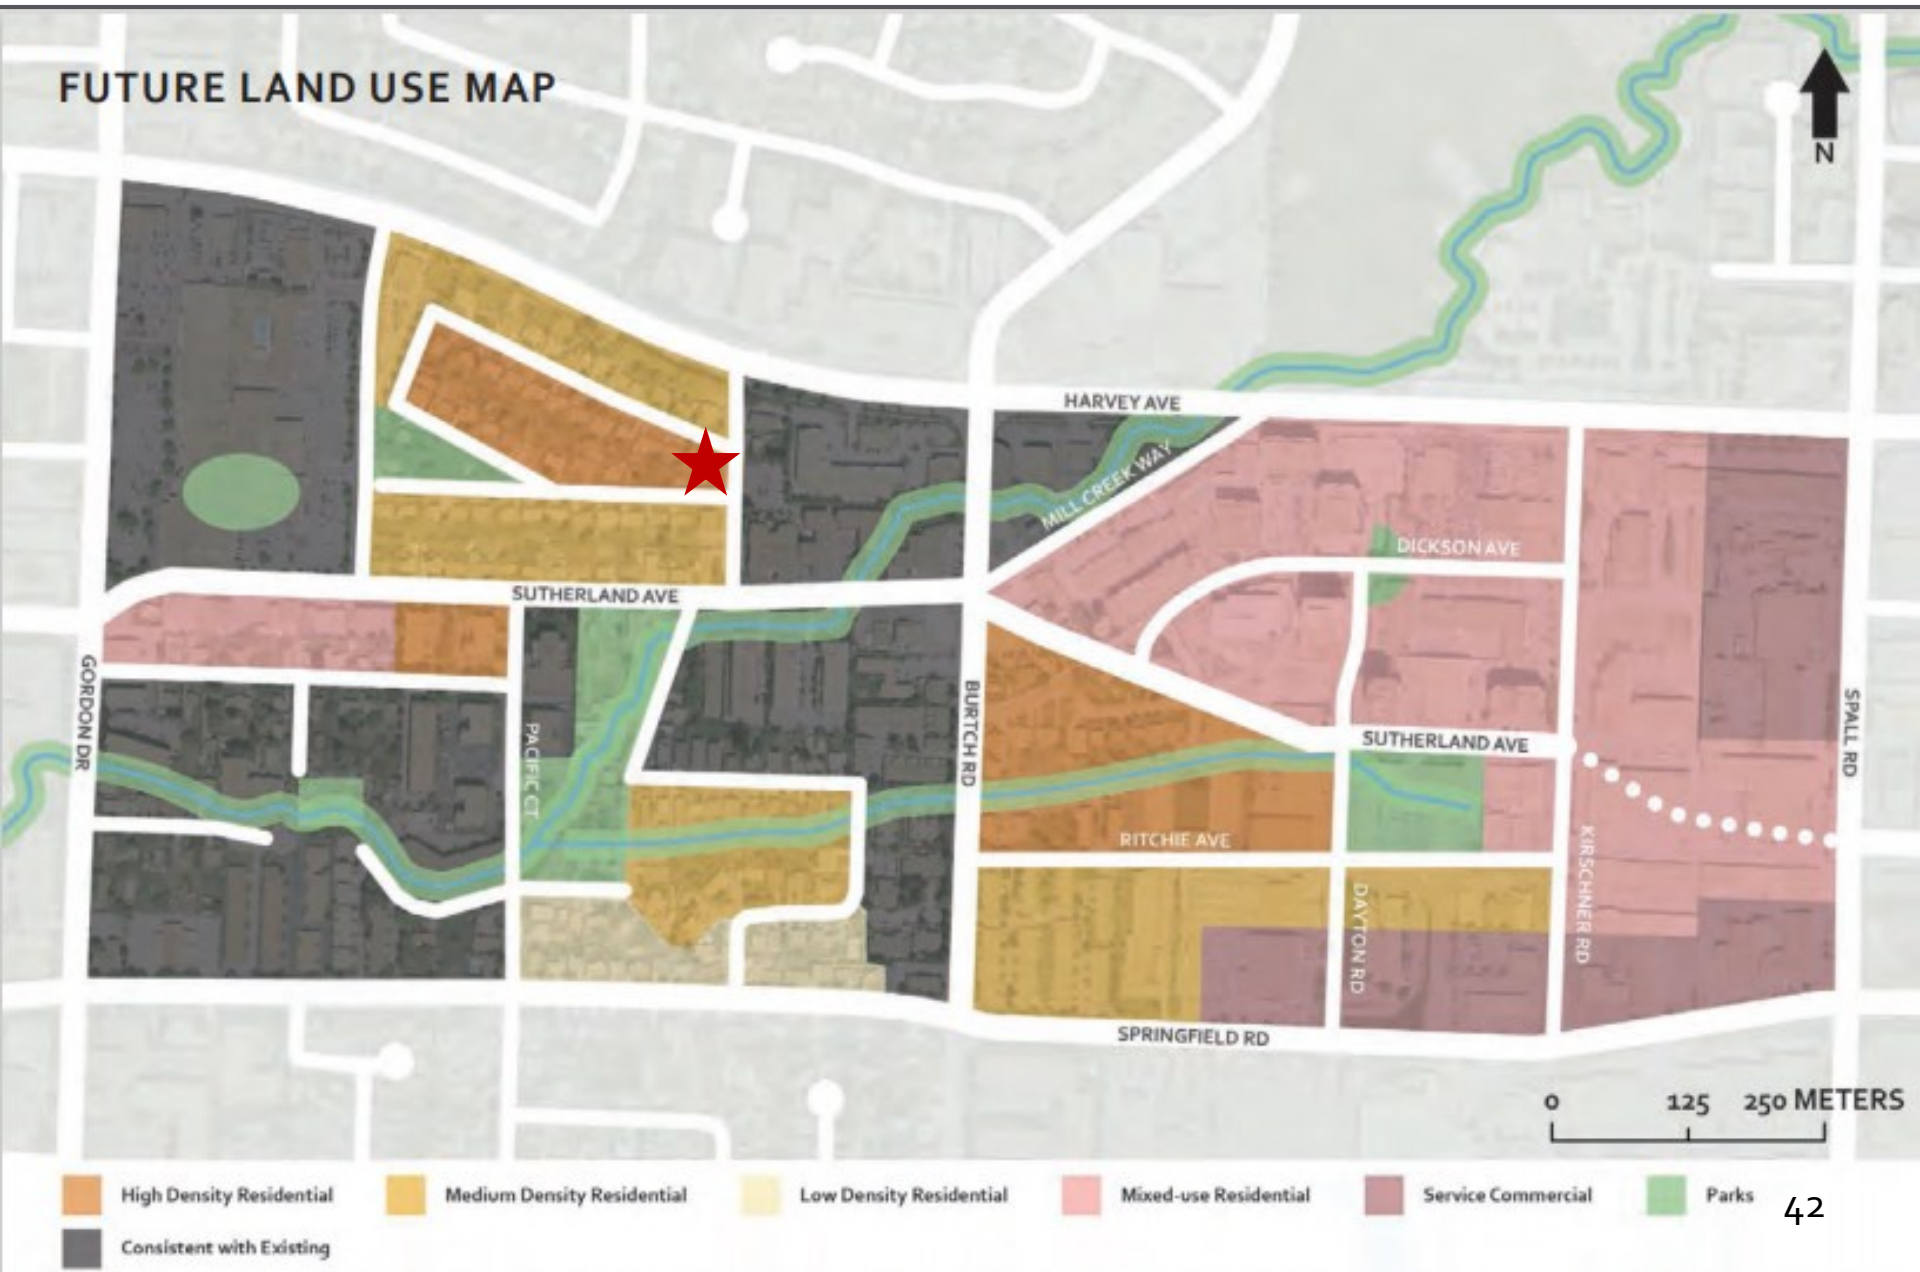 FUTURE LAND USE MAP
N
HARVEY AVE
MILL CREEK WAY
DICKSON AVE
SUTHERLAND AVE
GORDON DR
PACIFIC CT
BURTCH RD
SUTHERLAND AVE
SPALL RD
RITCHIE AVE
KIRSCHNER RD
DAYTON RD
SPRINGFIELD RD
0 125 250 METERS
High Density Residential
Medium Density Residential
Low Density Residential
Mixed-use Residential
Service Commercial
Parks
42
Consistent with Existing